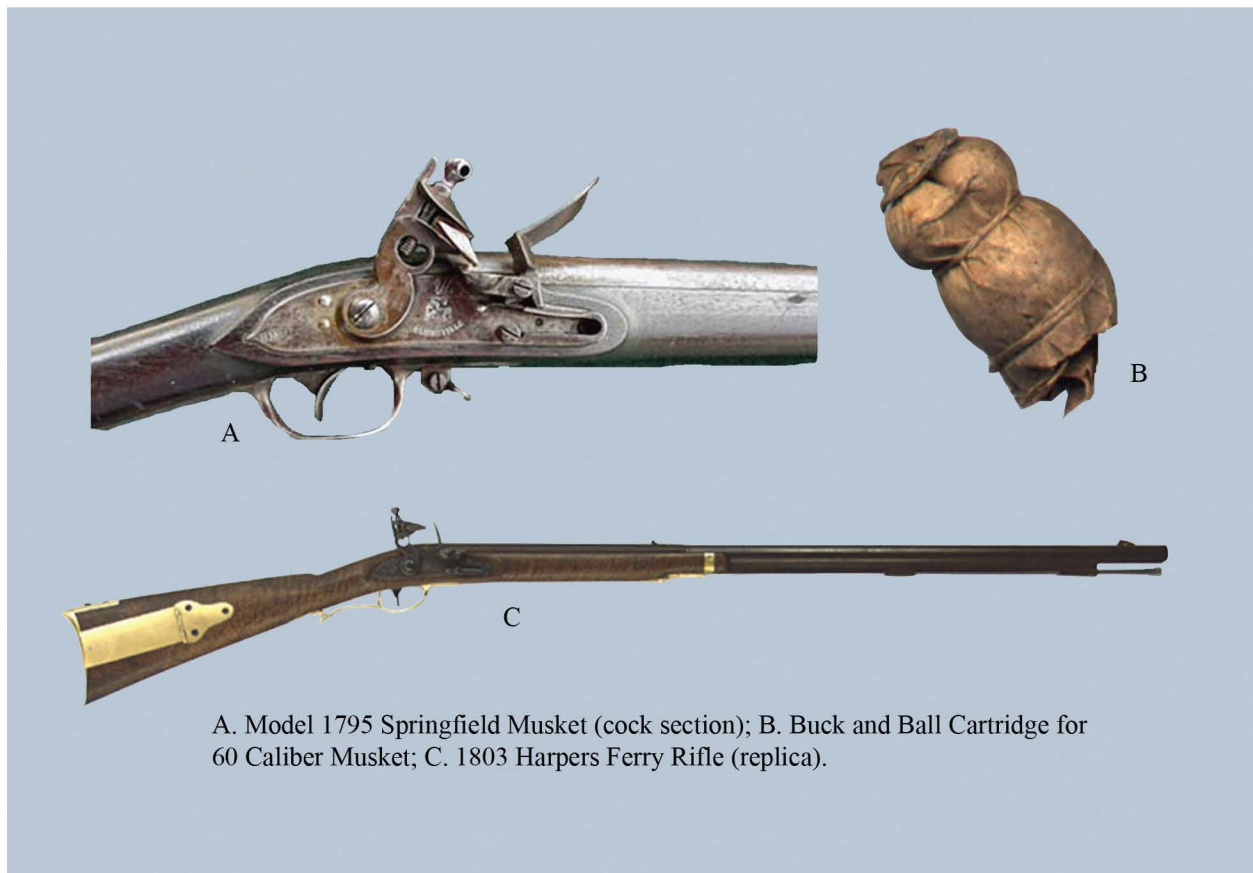 A
B
C
A. Model 1795 Springfield Musket (cock section); B. Buck and Ball Cartridge for
60 Caliber Musket; C. 1803 Harpers Ferry Rifle (replica).